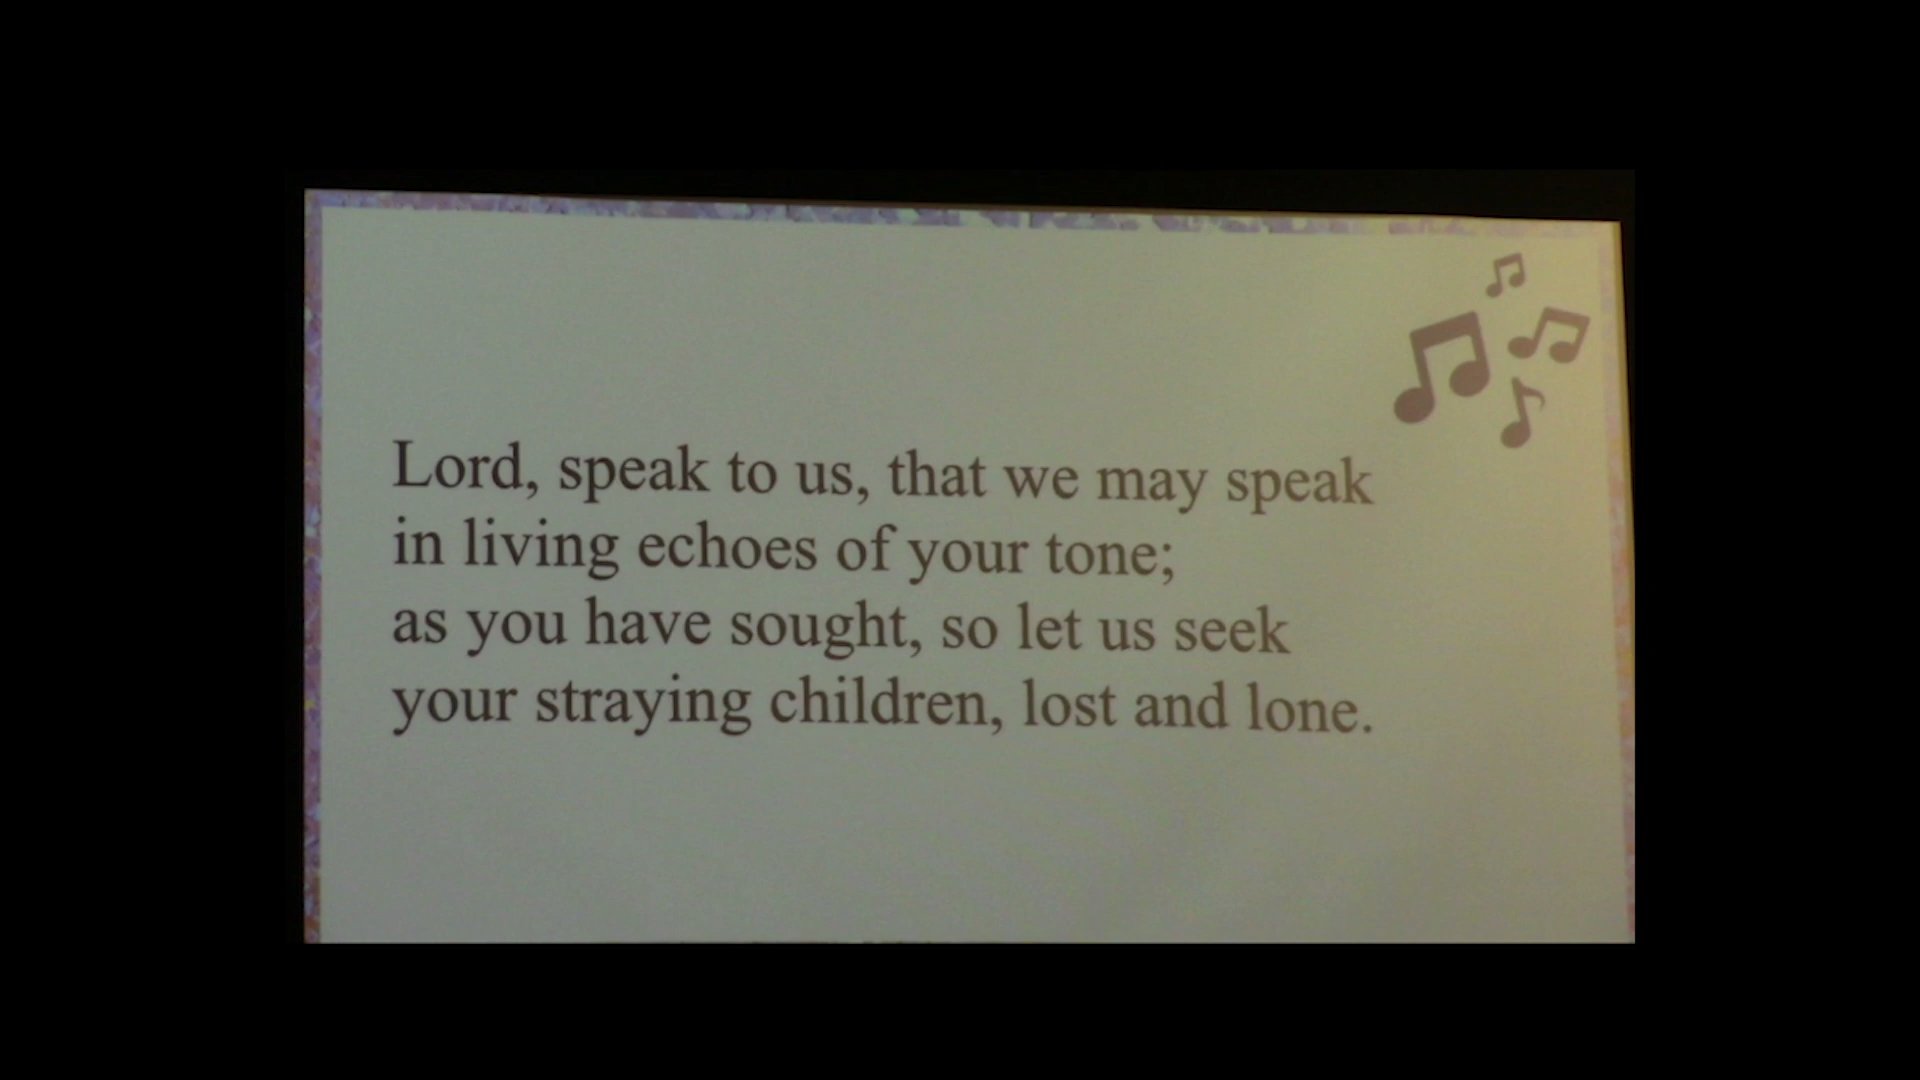 Lord, speak to us, that we may speak
in living echoes of your tone;
as you have sought, so let us seek
your straying children, lost and lone.